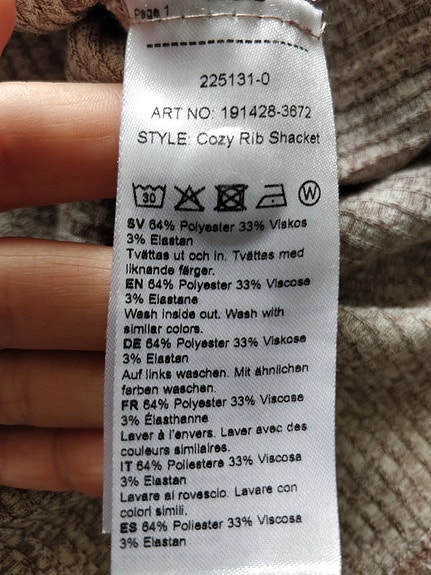 Page 1
225131-0
ART NO: 191428-3672
STYLE: Cozy Rib Shacket
30 W
SV 64% Polyester 33% Viskos
3% Elastan
Tvättas ut och in. Tvättas med
liknande färger.
EN 64% Polyester 33% Viscose
3% Elastane
Wash inside out. Wash with
similar colors.
DE 64% Polyester 33% Viskose
3% Elastan
Auf links waschen. Mit ähnlichen
farben waschen.
FR 64% Polyester 33% Viscose
3% Élasthanne
Laver à l'envers. Laver avec des
couleurs similaires.
IT 64% Poliestere 33% Viscosa
3% Elastan
Lavare al rovescio. Lavare con
colori simili.
ES 64% Poliester 33% Viscosa
3% Elastan